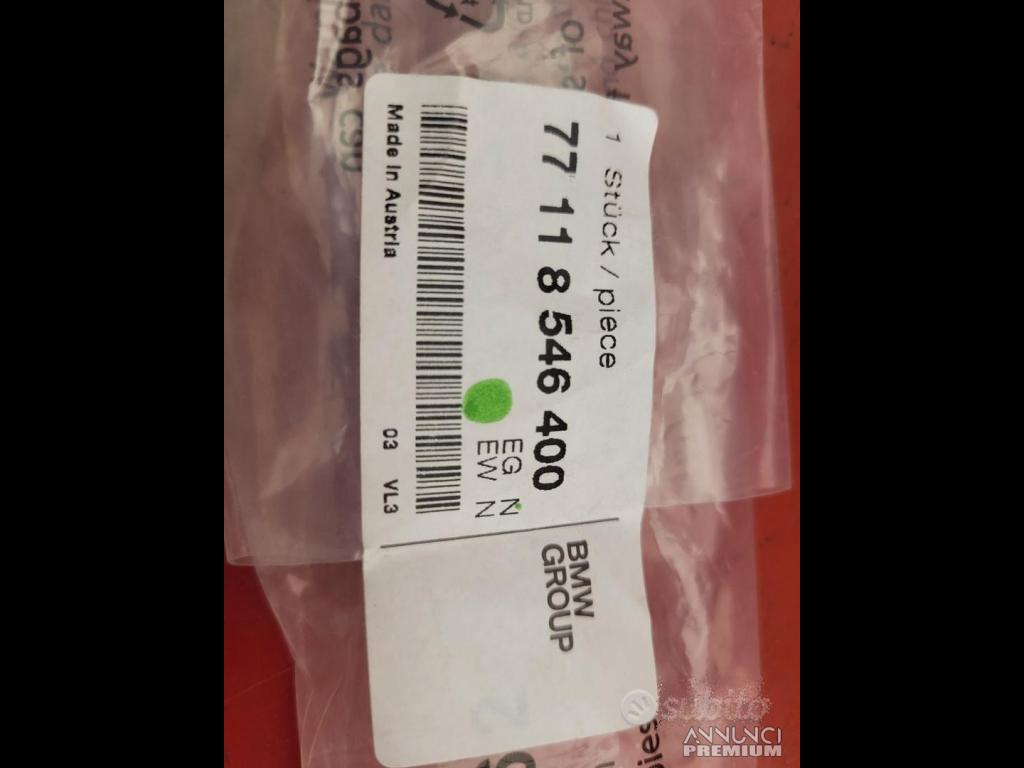 1 Stück / piece
77 11 8 546 400
EG N
EW N
Made In Austria
03 VL3
BMW
GROUP
subito
ANNUNCI
PREMIUM